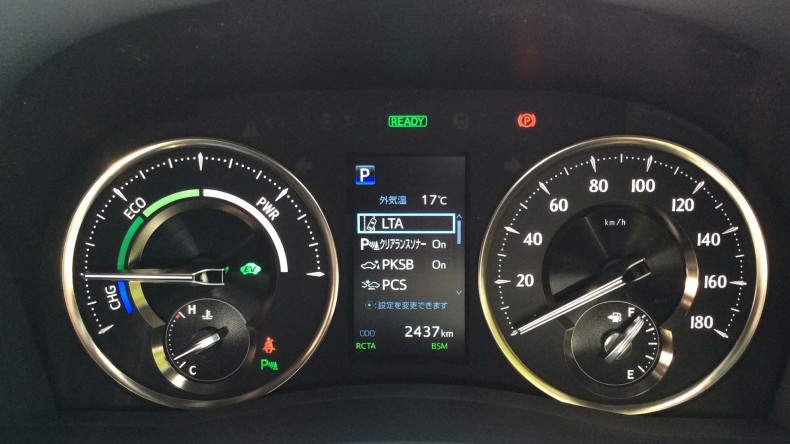 READY
P
ECO
PWR
CHG
EV
H
C
P
P
外気温 17℃
LTA
P クリアランスソナー On
PKSB On
PCS
:設定を変更できます
ODO 2437 km
RCTA BSM
20
40
60
80
100
120
140
160
180
km/h
F
E